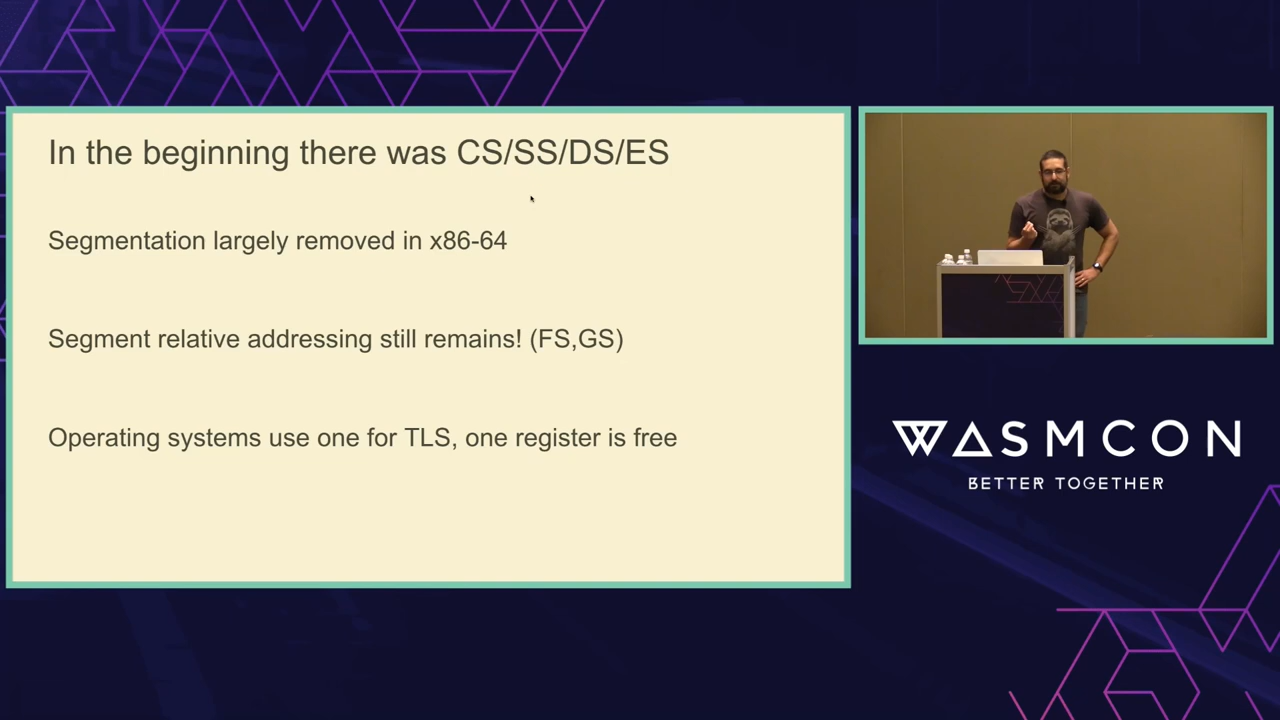 In the beginning there was CS/SS/DS/ES
Segmentation largely removed in x86-64
Segment relative addressing still remains! (FS,GS)
Operating systems use one for TLS, one register is free
WASMCON
BETTER TOGETHER